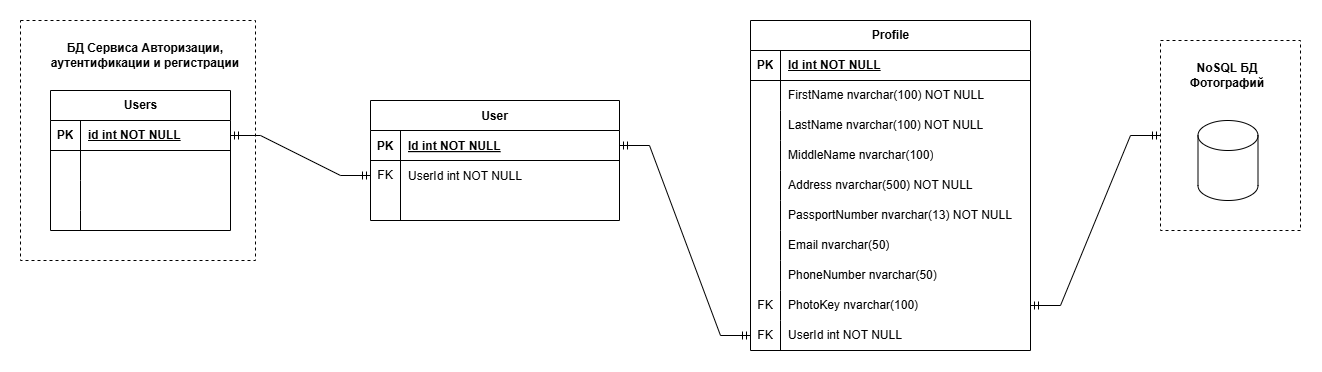 БД Сервиса Авторизации,
аутентификации и регистрации
Users
PK id int NOT NULL
User
PK Id int NOT NULL
FK UserId int NOT NULL
Profile
PK Id int NOT NULL
FirstName nvarchar(100) NOT NULL
LastName nvarchar(100) NOT NULL
MiddleName nvarchar(100)
Address nvarchar(500) NOT NULL
PassportNumber nvarchar(13) NOT NULL
Email nvarchar(50)
PhoneNumber nvarchar(50)
FK PhotoKey nvarchar(100)
FK UserId int NOT NULL
NoSQL БД
Фотографий